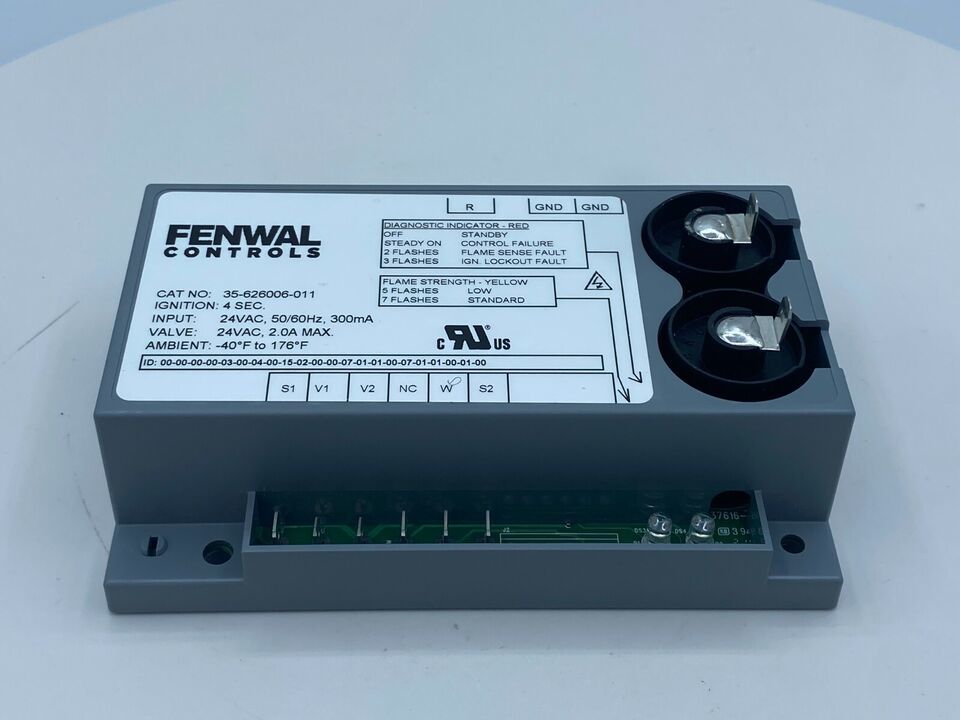 R GND GND
FENWAL
CONTROLS
DIAGNOSTIC INDICATOR - RED
OFF STANDBY
STEADY ON CONTROL FAILURE
2 FLASHES FLAME SENSE FAULT
3 FLASHES IGN. LOCKOUT FAULT
FLAME STRENGTH - YELLOW
5 FLASHES LOW
7 FLASHES STANDARD
CAT NO: 35-626006-011
IGNITION: 4 SEC.
INPUT: 24VAC, 50/60Hz, 300mA
VALVE: 24VAC, 2.0A MAX.
AMBIENT: -40°F to 176°F
C RU ® US
ID: 00-00-00-00-03-00-04-00-15-02-00-00-07-01-01-00-07-01-01-00-01-00
S1 V1 V2 NC W S2
J2
DS4